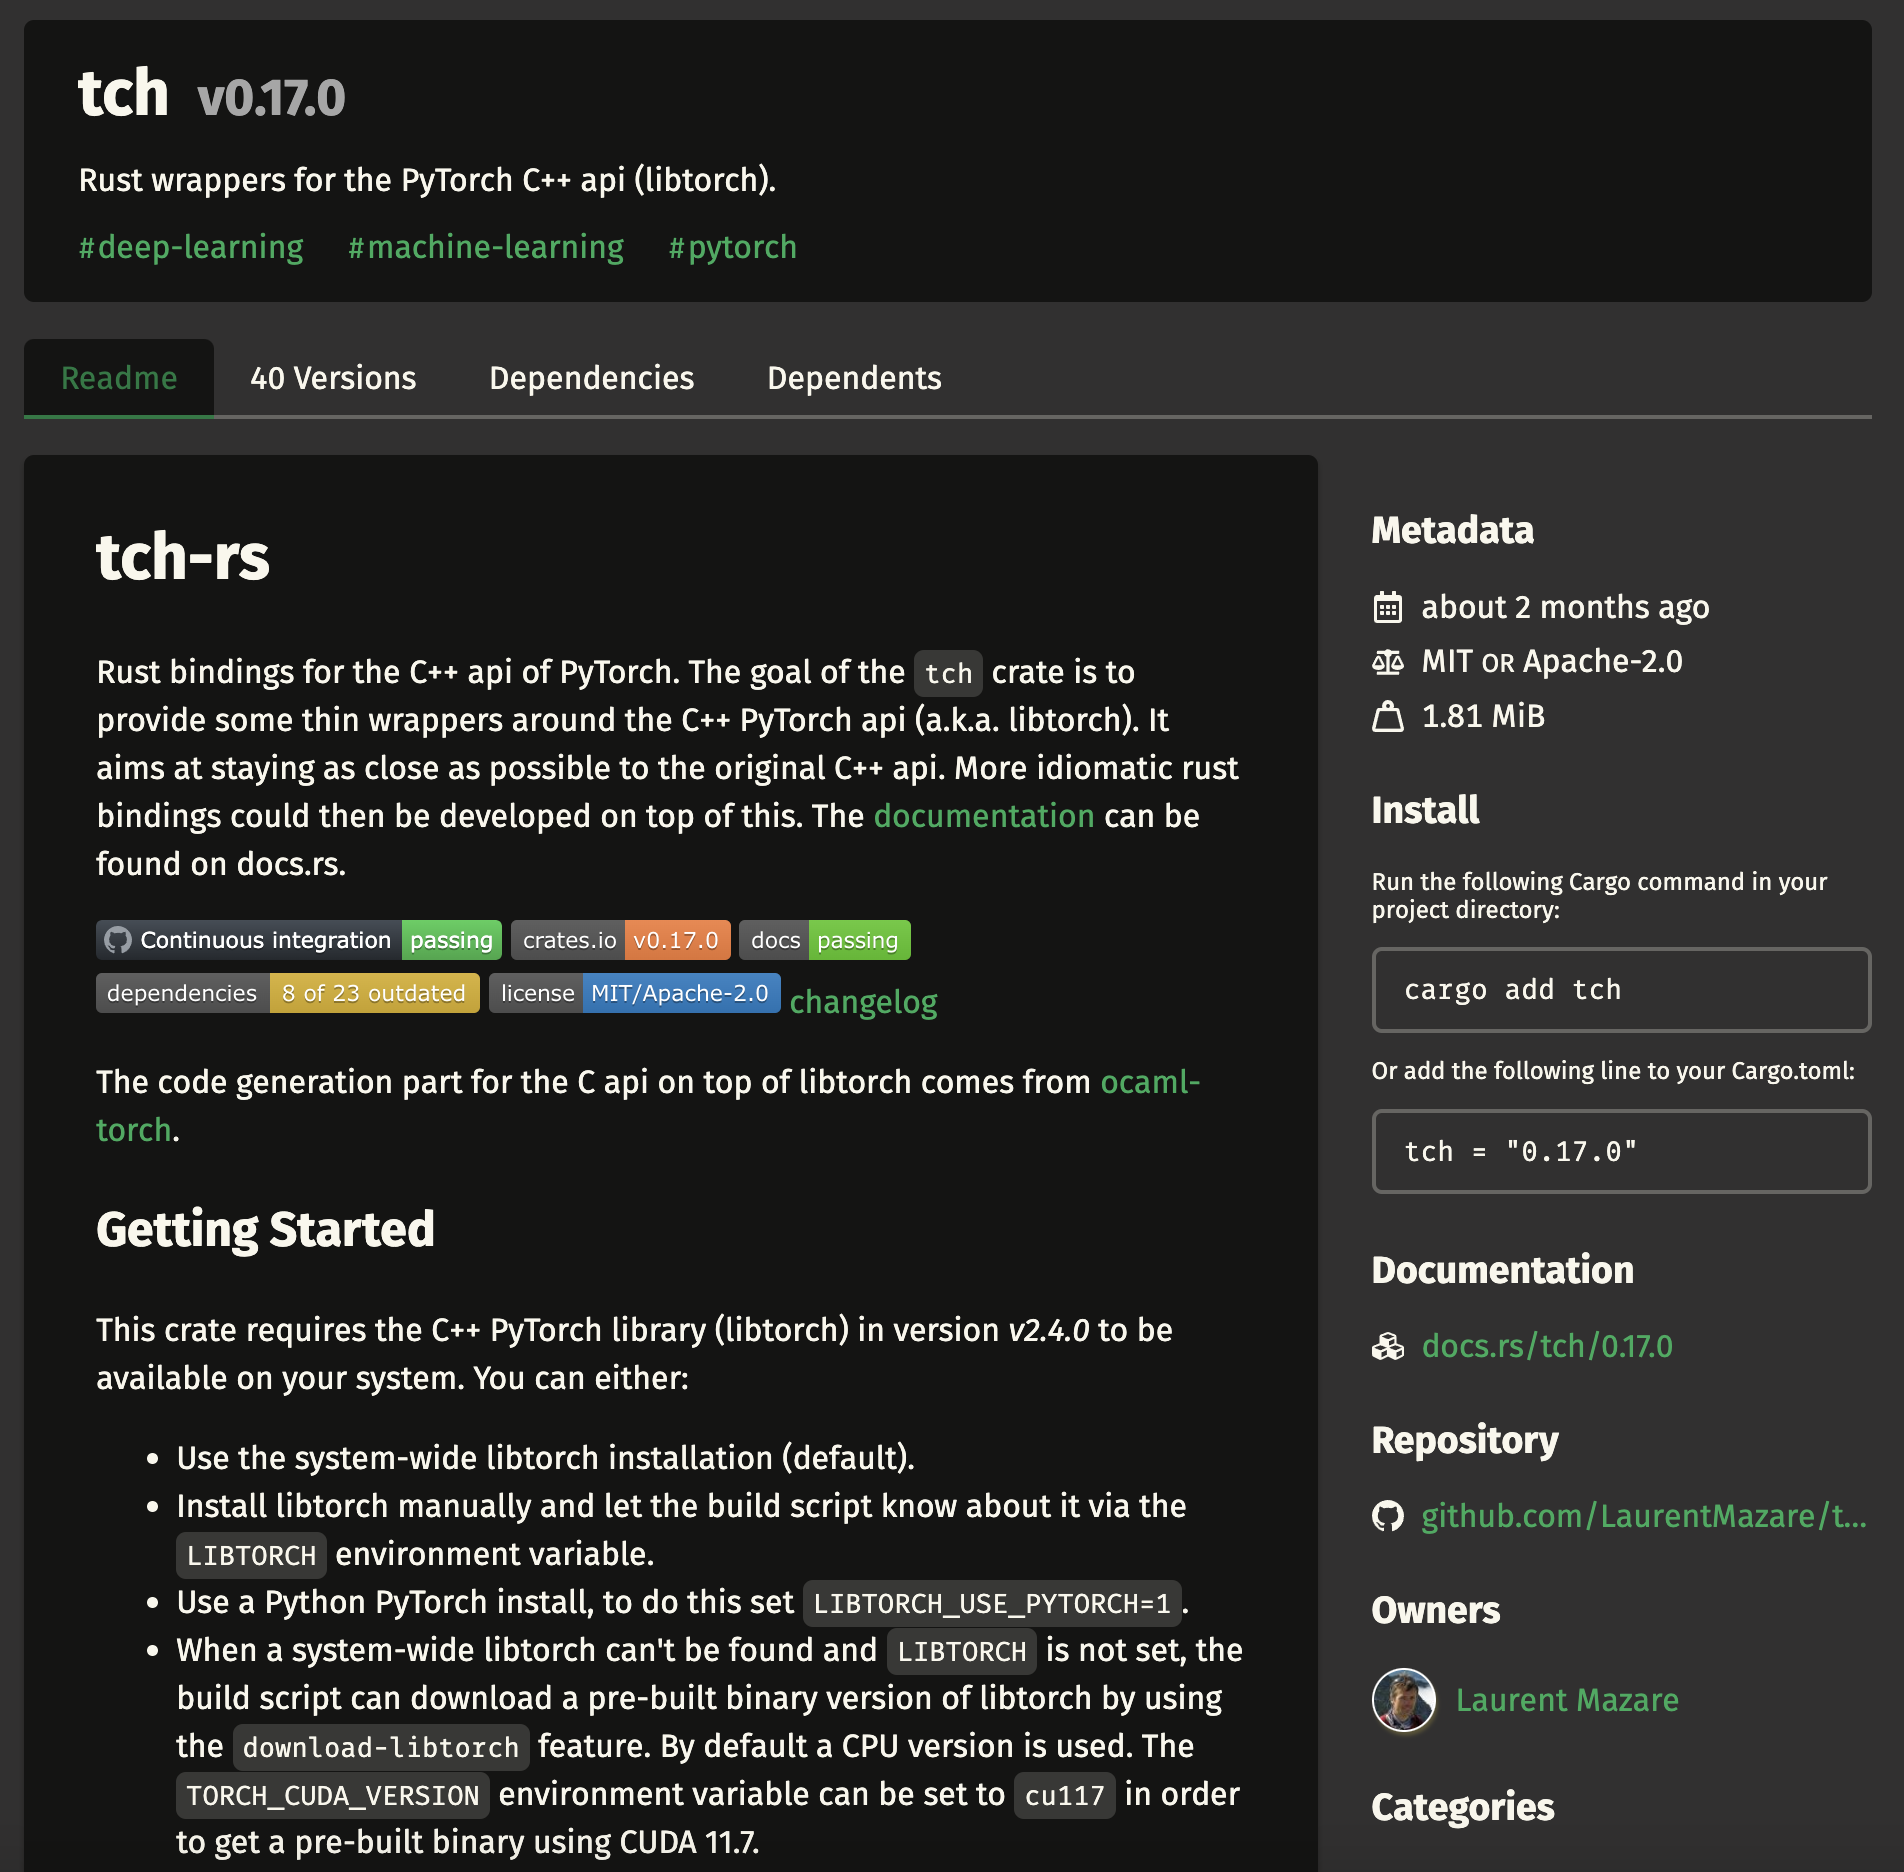 tch v0.17.0
Rust wrappers for the PyTorch C++ api (libtorch).
#deep-learning #machine-learning #pytorch
Readme 40 Versions Dependencies Dependents
tch-rs
Rust bindings for the C++ api of PyTorch. The goal of the tch crate is to
provide some thin wrappers around the C++ PyTorch api (a.k.a. libtorch). It
aims at staying as close as possible to the original C++ api. More idiomatic rust
bindings could then be developed on top of this. The documentation can be
found on docs.rs.
Continuous integration passing crates.io v0.17.0 docs passing
dependencies 8 of 23 outdated license MIT/Apache-2.0 changelog
The code generation part for the C api on top of libtorch comes from ocaml-
torch.
Getting Started
This crate requires the C++ PyTorch library (libtorch) in version v2.4.0 to be
available on your system. You can either:
• Use the system-wide libtorch installation (default).
• Install libtorch manually and let the build script know about it via the
LIBTORCH environment variable.
• Use a Python PyTorch install, to do this set LIBTORCH_USE_PYTORCH=1.
• When a system-wide libtorch can't be found and LIBTORCH is not set, the
build script can download a pre-built binary version of libtorch by using
the download-libtorch feature. By default a CPU version is used. The
TORCH_CUDA_VERSION environment variable can be set to cu117 in order
to get a pre-built binary using CUDA 11.7.
Metadata
about 2 months ago
MIT OR Apache-2.0
1.81 MiB
Install
Run the following Cargo command in your
project directory:
cargo add tch
Or add the following line to your Cargo.toml:
tch = "0.17.0"
Documentation
docs.rs/tch/0.17.0
Repository
github.com/LaurentMazare/t...
Owners
Laurent Mazare
Categories